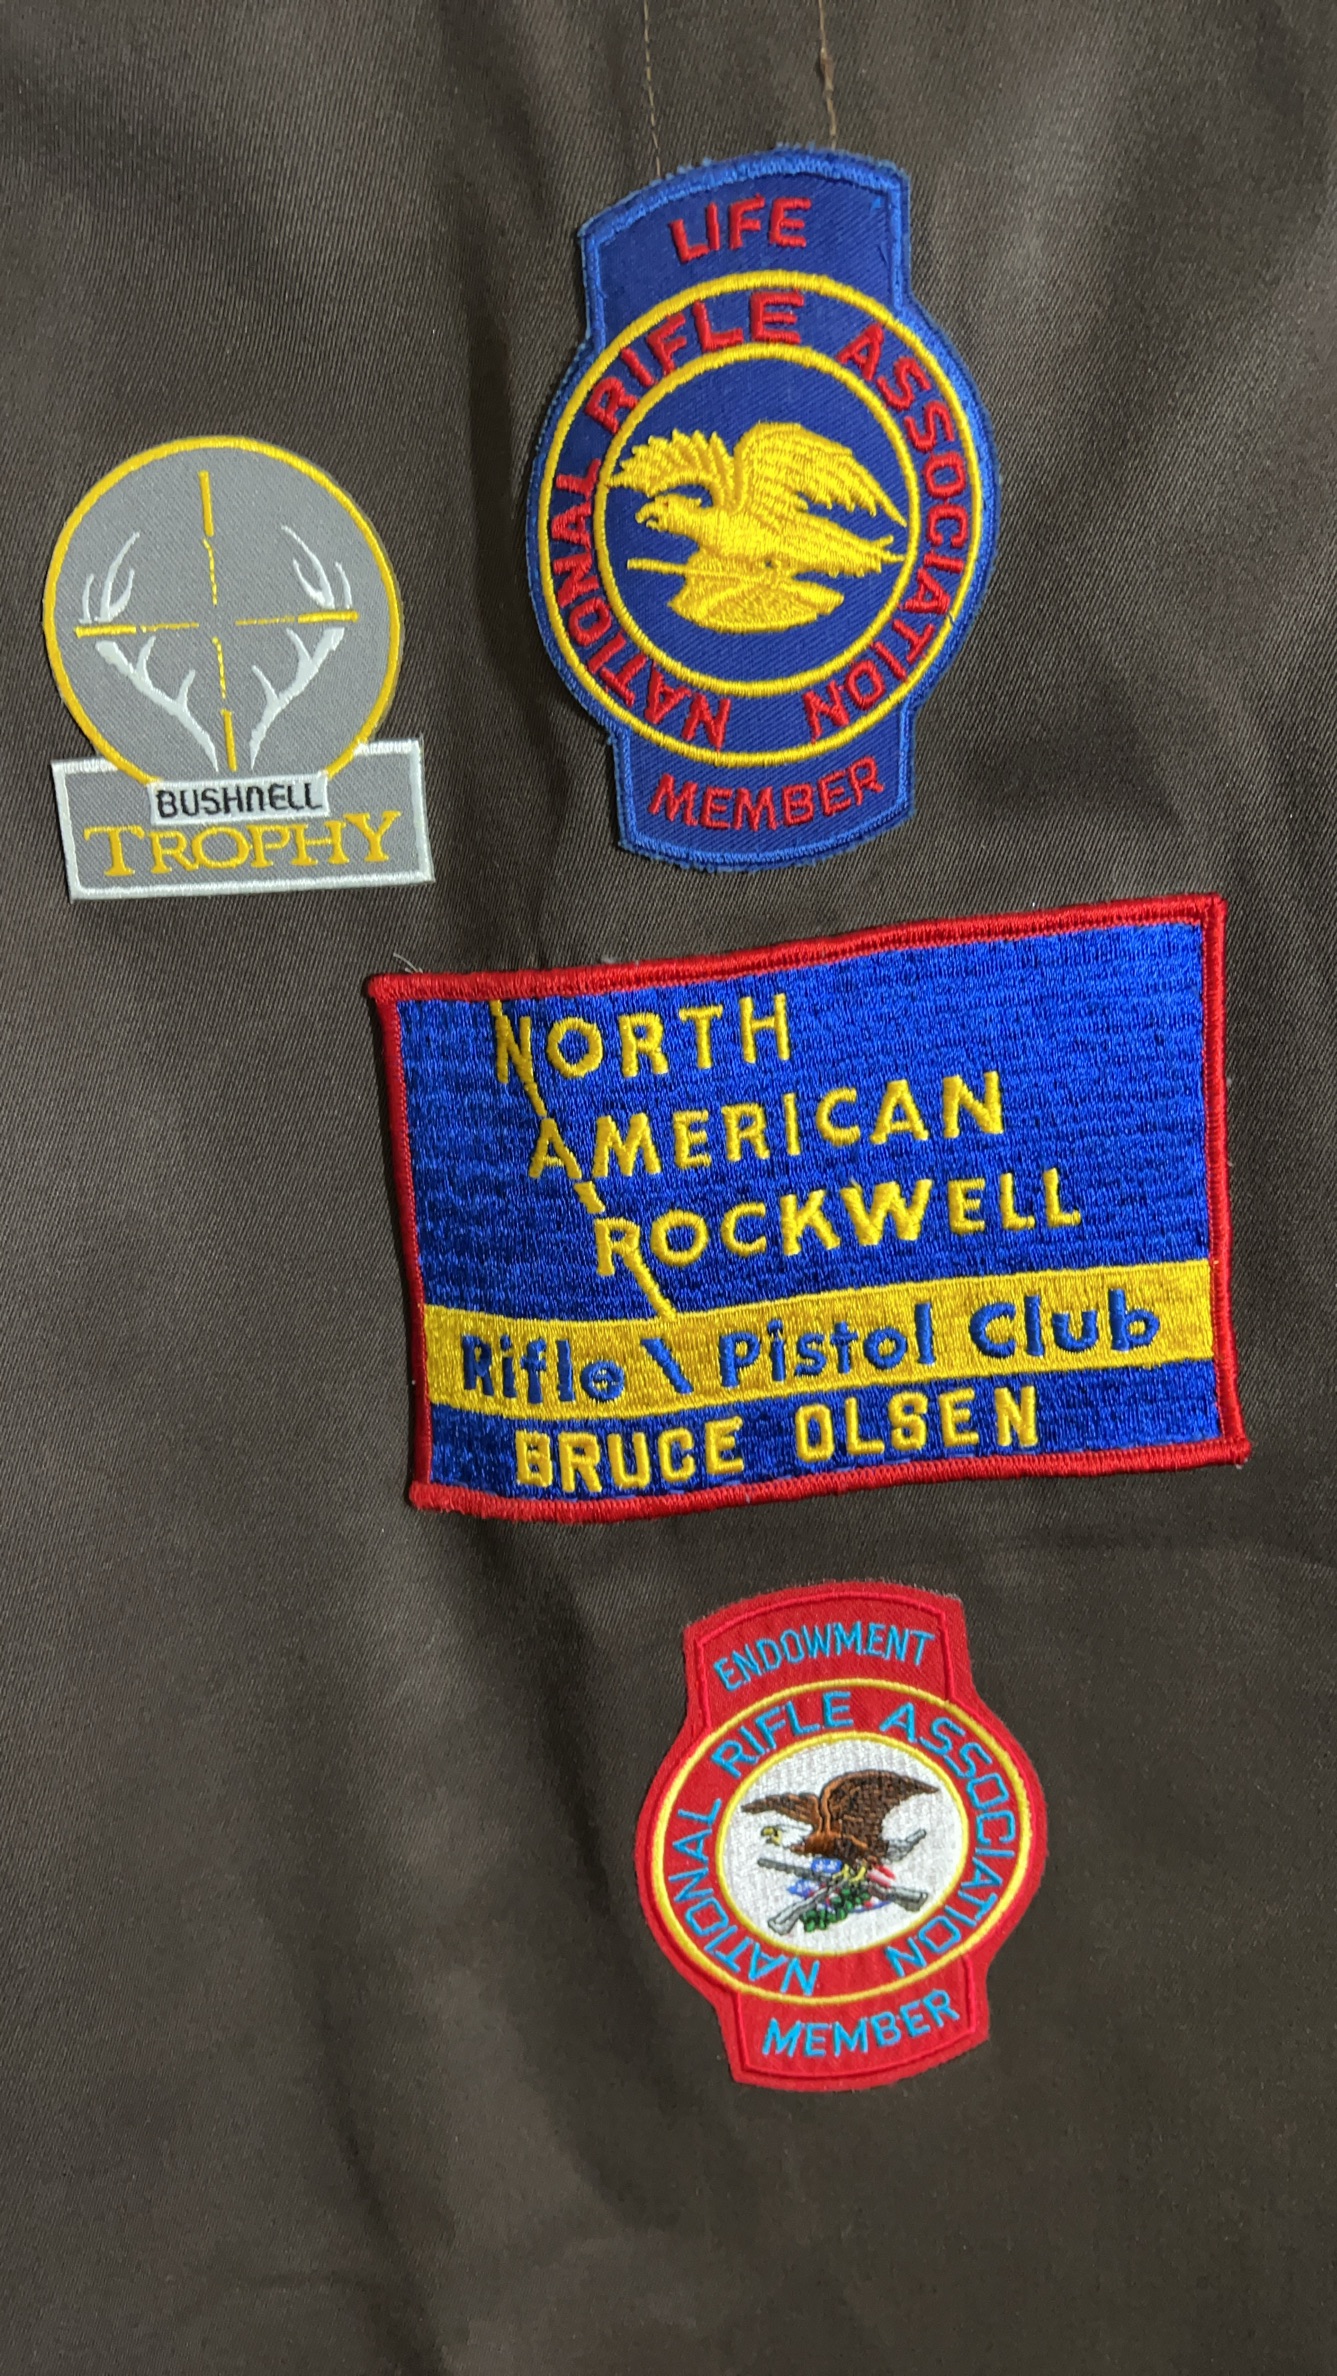 LIFE
NATIONAL RIFLE ASSOCIATION
MEMBER
BUSHNELL
TROPHY
NORTH
AMERICAN
ROCKWELL
Rifle \ Pistol Club
BRUCE OLSEN
ENDOWMENT
NATIONAL RIFLE ASSOCIATION
MEMBER